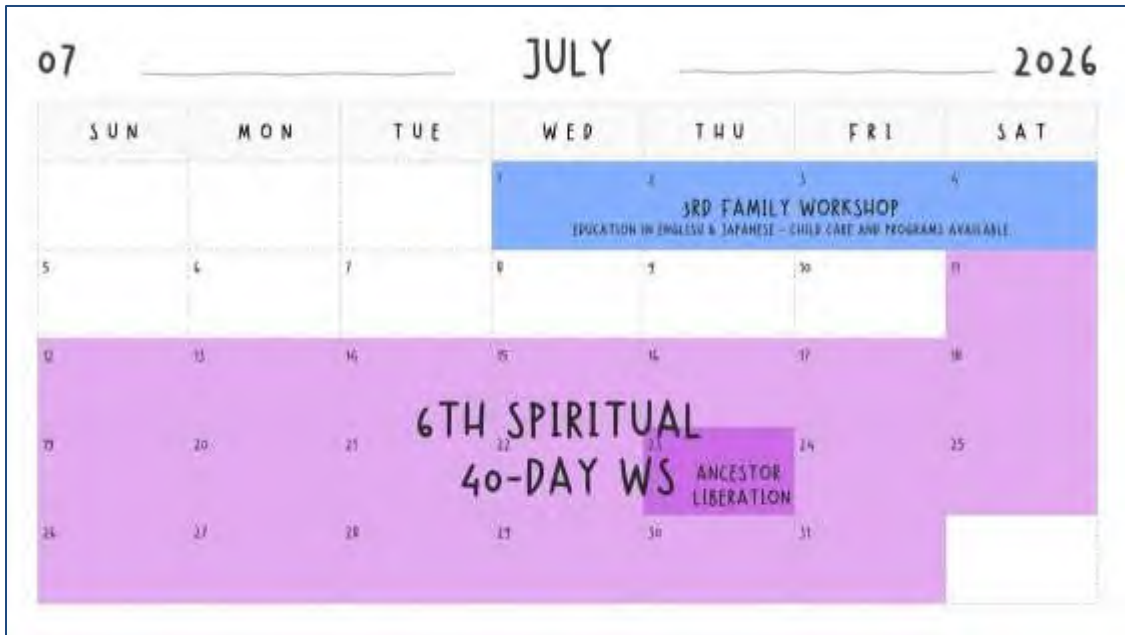 07 JULY 2026
SUN MON TUE WED THU FRI SAT
1 2 3 4
3RD FAMILY WORKSHOP
EDUCATION IN ENGLISH & JAPANESE - CHILD CARE AND PROGRAMS AVAILABLE
5 6 7 8 9 10 11
12 13 14 15 16 17 18
6TH SPIRITUAL
19 20 21 22 23 24 25
40-DAY WS
ANCESTOR
LIBERATION
26 27 28 29 30 31